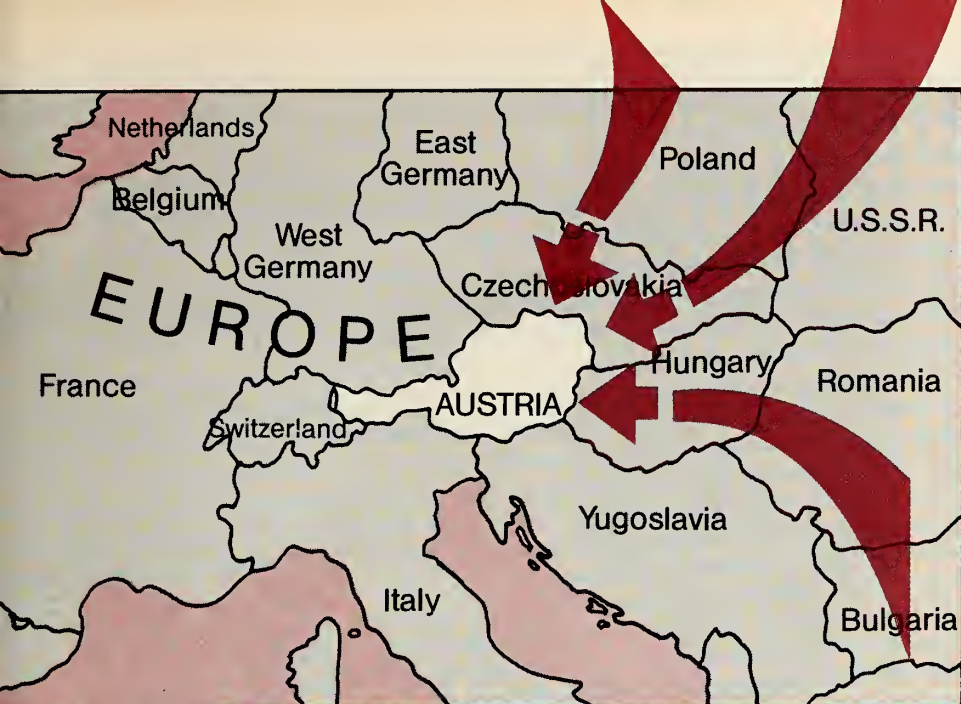 Netherlands
East
Germany
Poland
Belgium
U.S.S.R.
West
Germany
Czechoslovakia
EUROPE
France
Hungary
Romania
AUSTRIA
Switzerland
Yugoslavia
Italy
Bulgaria